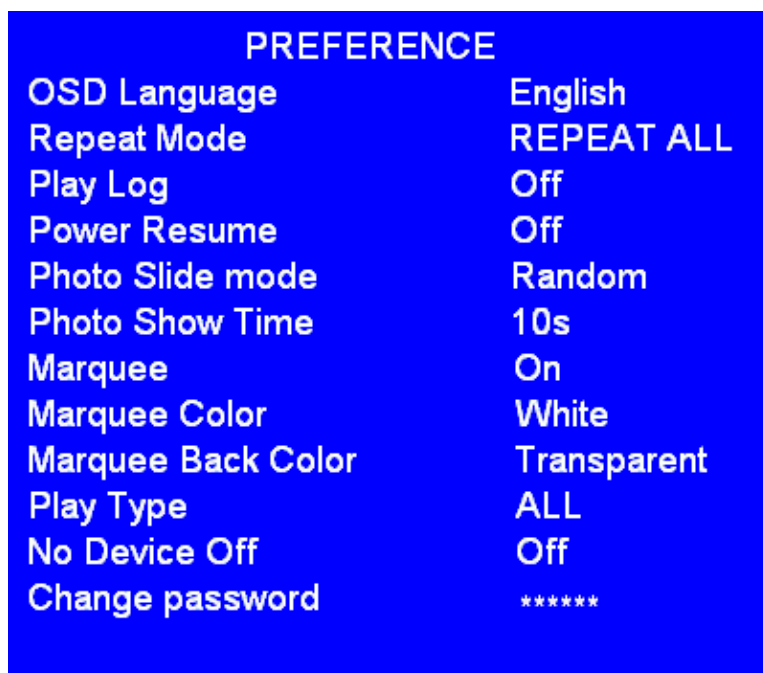 PREFERENCE
OSD Language English
Repeat Mode REPEAT ALL
Play Log Off
Power Resume Off
Photo Slide mode Random
Photo Show Time 10s
Marquee On
Marquee Color White
Marquee Back Color Transparent
Play Type ALL
No Device Off Off
Change password ******